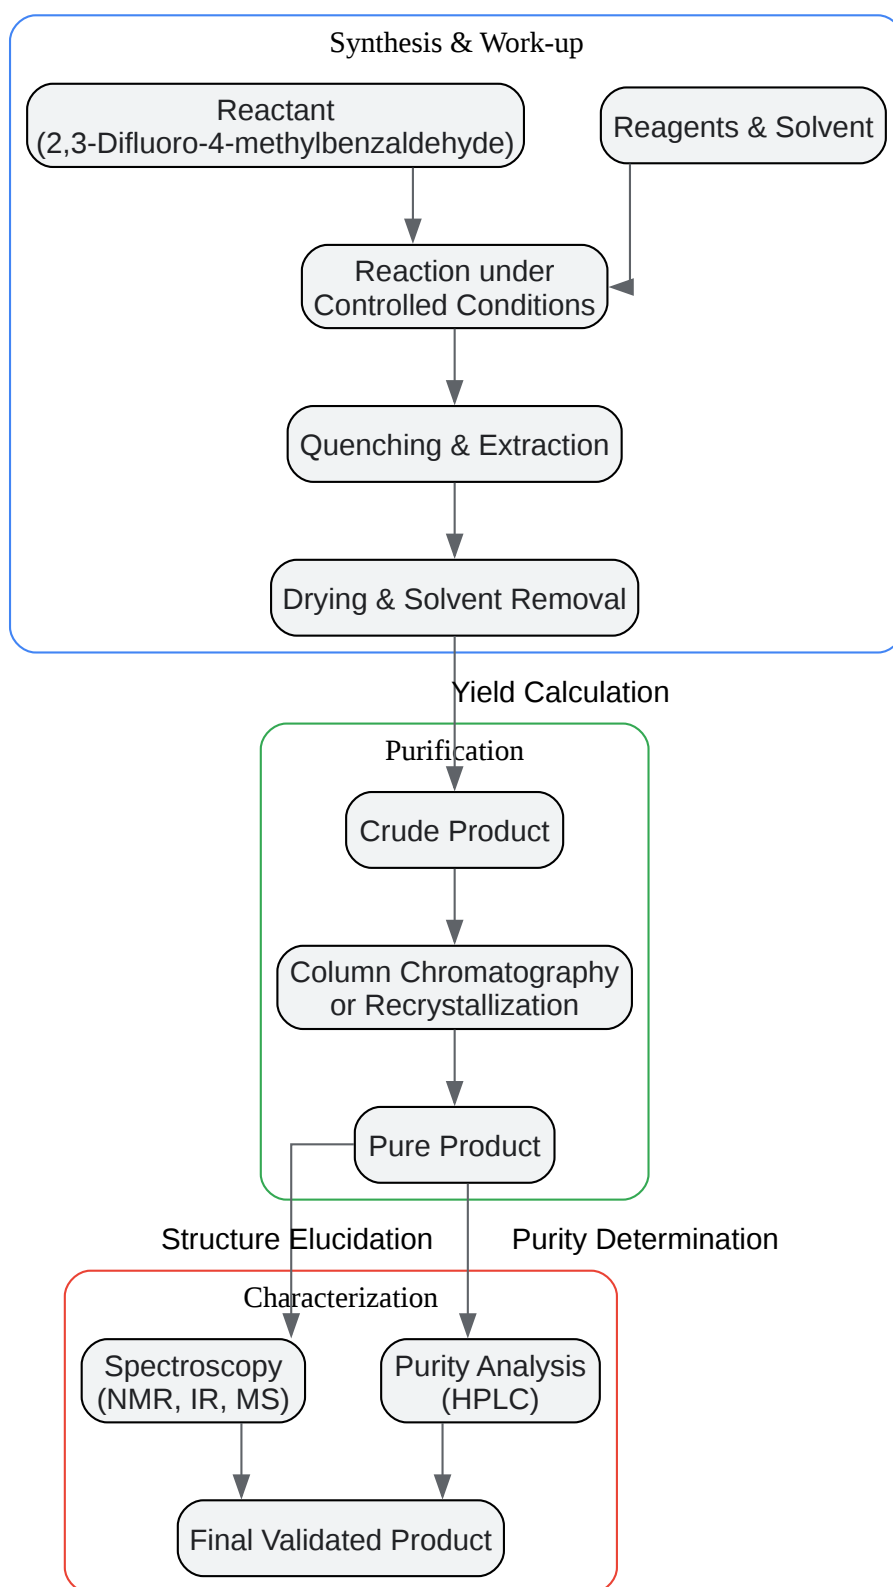 Synthesis & Work-up
Reactant
(2,3-Difluoro-4-methylbenzaldehyde)
Reagents & Solvent
Reaction under
Controlled Conditions
Quenching & Extraction
Drying & Solvent Removal
Yield Calculation
Purification
Crude Product
Column Chromatography
or Recrystallization
Pure Product
Structure Elucidation
Purity Determination
Characterization
Spectroscopy
(NMR, IR, MS)
Purity Analysis
(HPLC)
Final Validated Product